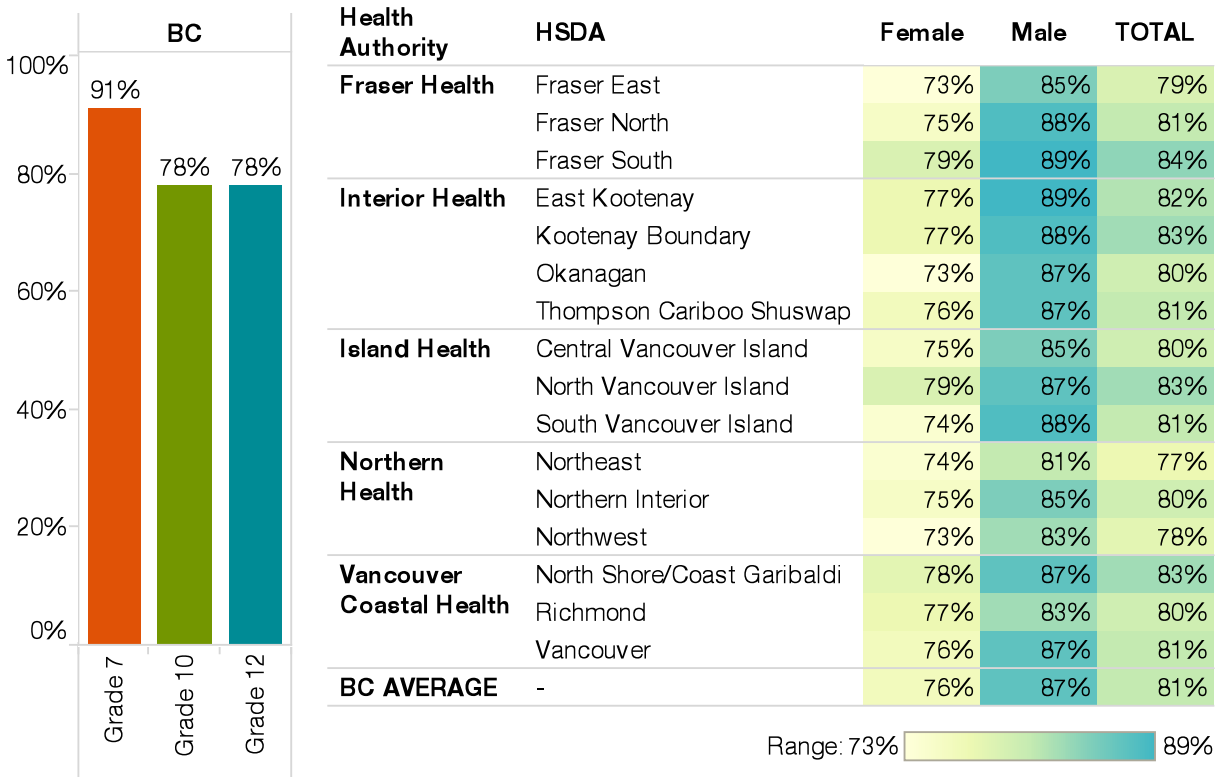 BC
100%
80%
60%
40%
20%
0%
91%
78%
78%
Grade 7
Grade 10
Grade 12
Health Authority HSDA Female Male TOTAL
Fraser Health Fraser East 73% 85% 79%
Fraser North 75% 88% 81%
Fraser South 79% 89% 84%
Interior Health East Kootenay 77% 89% 82%
Kootenay Boundary 77% 88% 83%
Okanagan 73% 87% 80%
Thompson Cariboo Shuswap 76% 87% 81%
Island Health Central Vancouver Island 75% 85% 80%
North Vancouver Island 79% 87% 83%
South Vancouver Island 74% 88% 81%
Northern Health Northeast 74% 81% 77%
Northern Interior 75% 85% 80%
Northwest 73% 83% 78%
Vancouver Coastal Health North Shore/Coast Garibaldi 78% 87% 83%
Richmond 77% 83% 80%
Vancouver 76% 87% 81%
BC AVERAGE - 76% 87% 81%
Range: 73% 89%